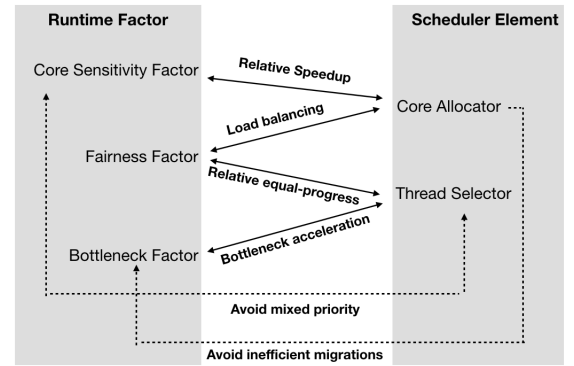 Runtime Factor
Scheduler Element
Core Sensitivity Factor
Relative Speedup
Core Allocator
Load balancing
Fairness Factor
Relative equal-progress
Thread Selector
Bottleneck acceleration
Bottleneck Factor
Avoid mixed priority
Avoid inefficient migrations